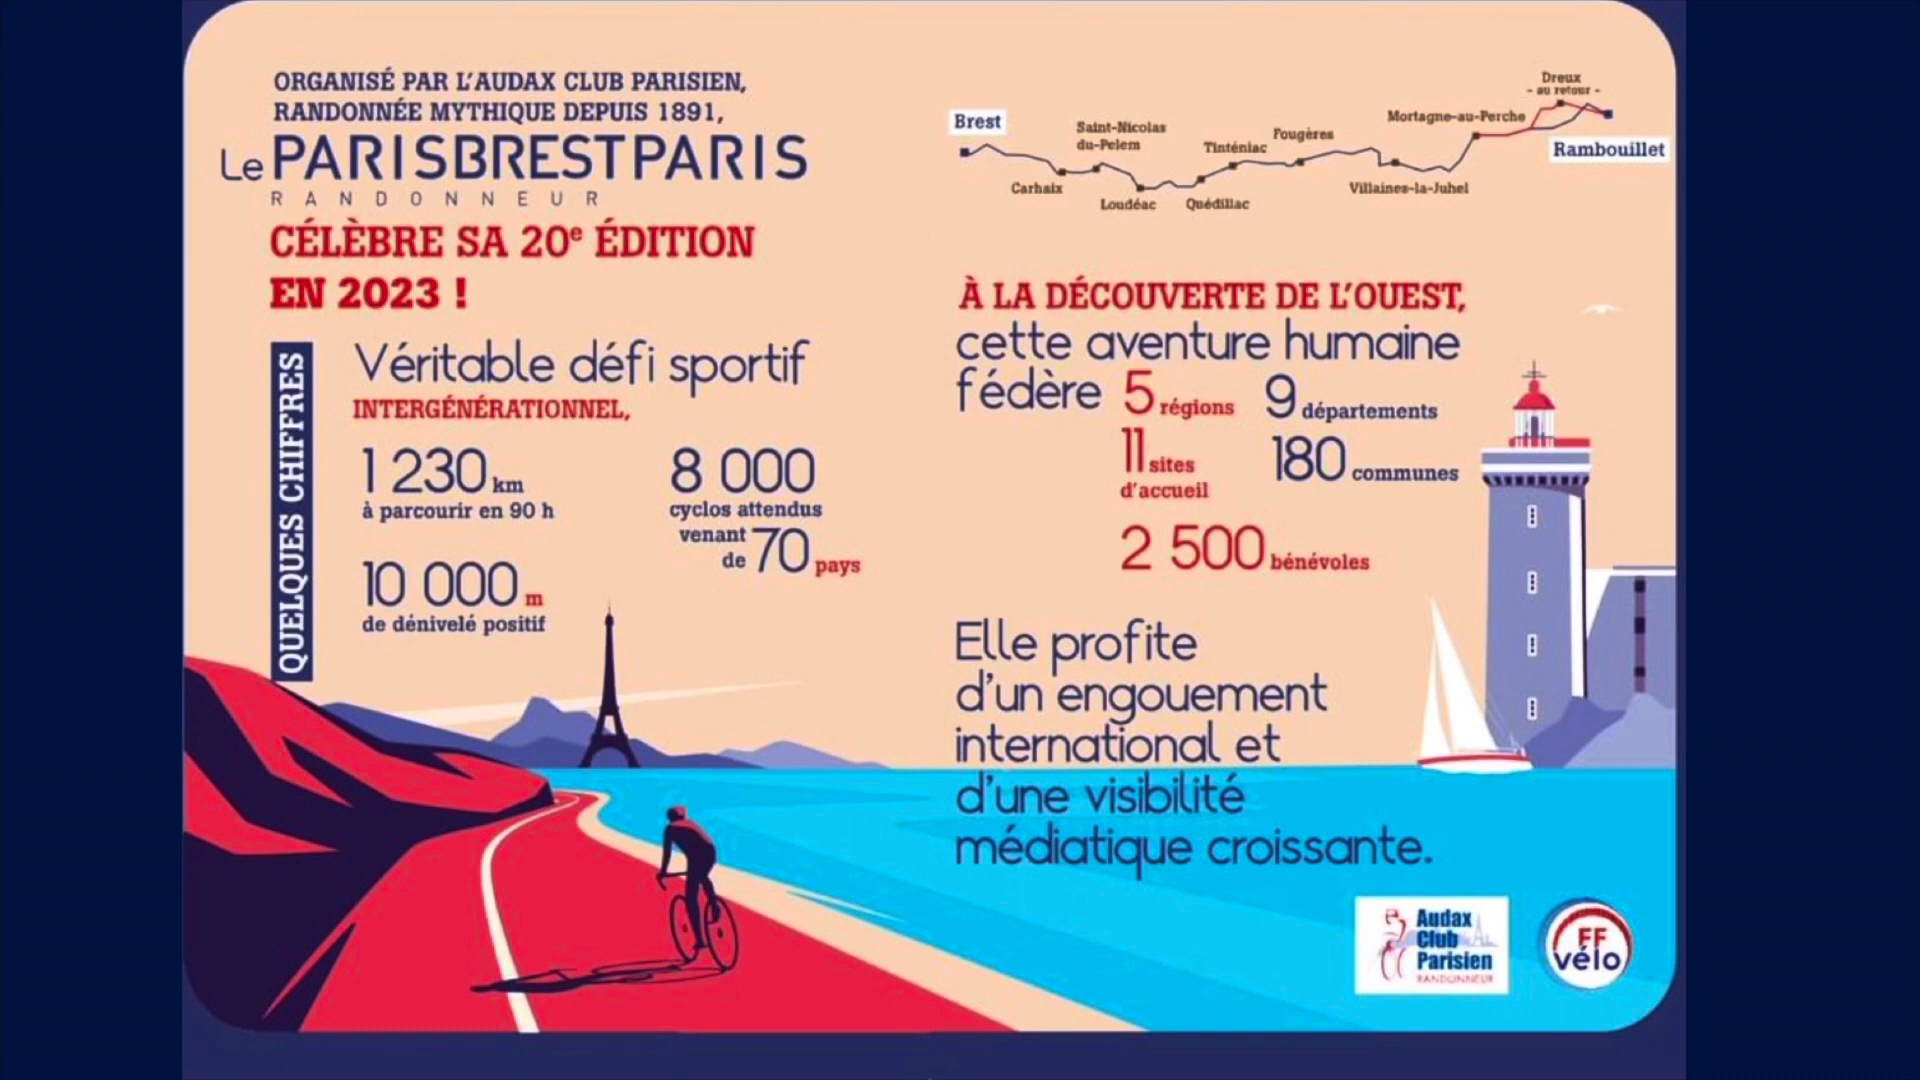 ORGANISÉ PAR L'AUDAX CLUB PARISIEN,
RANDONNÉE MYTHIQUE DEPUIS 1891,
Le PARISBRESTPARIS
RANDONNEUR
CÉLÈBRE SA 20e ÉDITION
EN 2023 !
QUELQUES CHIFFRES
Véritable défi sportif
INTERGÉNÉRATIONNEL,
1 230 km
à parcourir en 90 h
10 000 m
de dénivelé positif
8 000
cyclos attendus
venant
de 70 pays
Brest
Carhaix
Saint-Nicolas
du-Pelem
Loudéac
Quédillac
Tinténiac
Fougères
Villaines-la-Juhel
Mortagne-au-Perche
Dreux
- au retour -
Rambouillet
À LA DÉCOUVERTE DE L'OUEST,
cette aventure humaine
fédère 5 régions 9 départements
11 sites
d'accueil
180 communes
2 500 bénévoles
Elle profite
d'un engouement
international et
d'une visibilité
médiatique croissante.
Audax
Club
Parisien
RANDONNEUR
FF
vélo